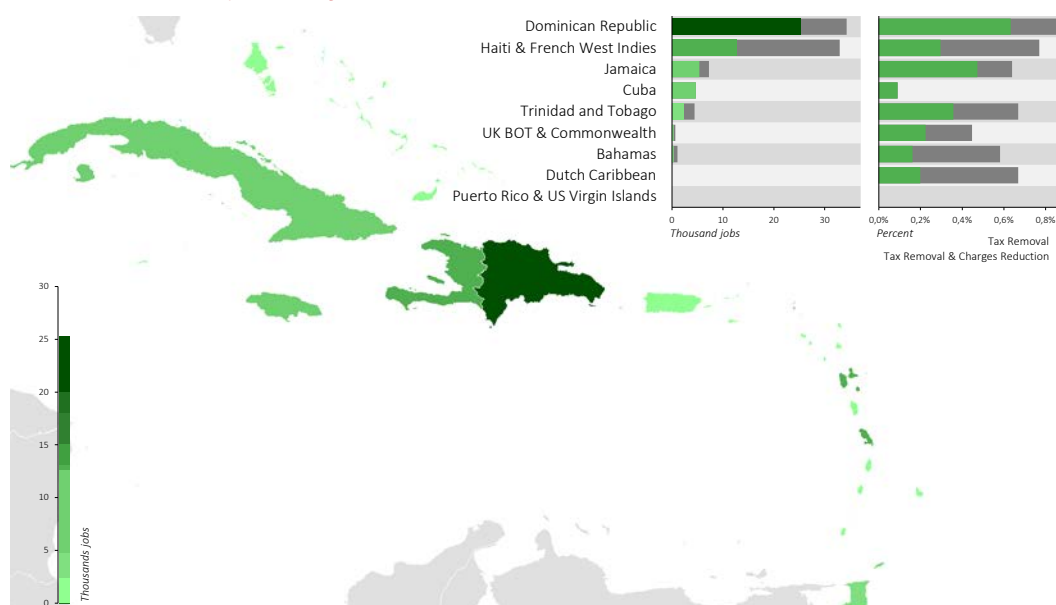 Dominican Republic
Haiti & French West Indies
Jamaica
Cuba
Trinidad and Tobago
UK BOT & Commonwealth
Bahamas
Dutch Caribbean
Puerto Rico & US Virgin Islands
0 10 20 30
Thousand jobs
0,0% 0,2% 0,4% 0,6% 0,8%
Percent
Tax Removal
Tax Removal & Charges Reduction
30
25
20
15
10
5
0
Thousands jobs